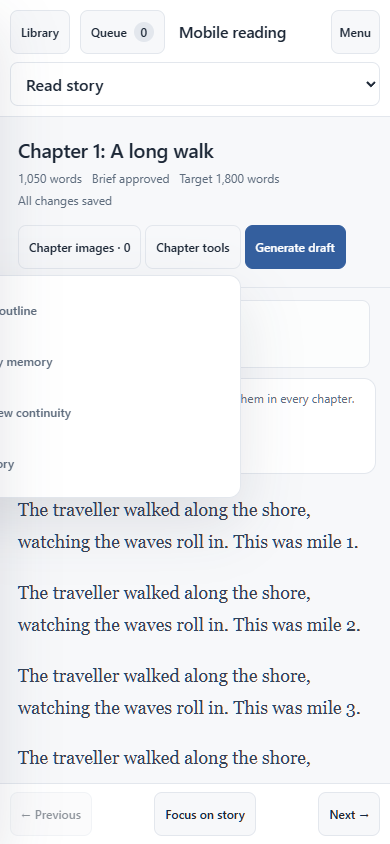 Library Queue 0 Mobile reading Menu
Read story
Chapter 1: A long walk
1,050 words Brief approved Target 1,800 words
All changes saved
Chapter images · 0 Chapter tools Generate draft
outline
memory
continuity
hem in every chapter.
The traveller walked along the shore,
watching the waves roll in. This was mile 1.
The traveller walked along the shore,
watching the waves roll in. This was mile 2.
The traveller walked along the shore,
watching the waves roll in. This was mile 3.
The traveller walked along the shore,
← Previous Focus on story Next →